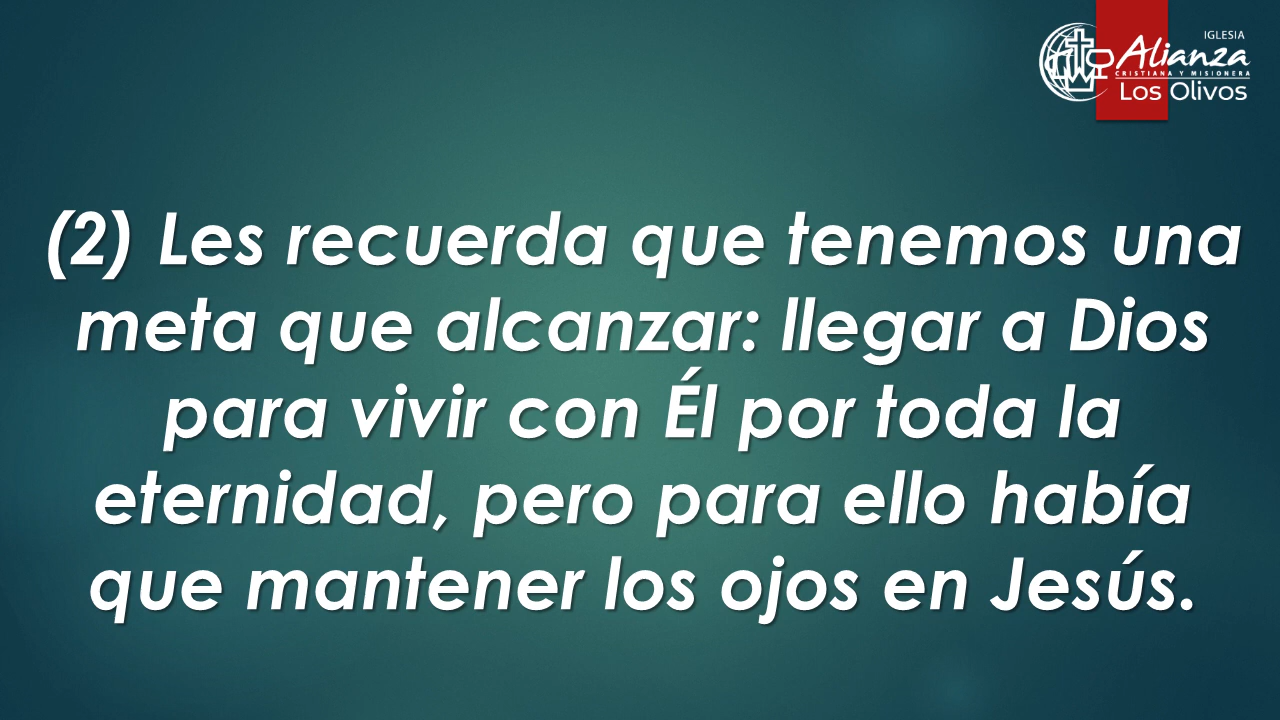 IGLESIA
Alianza
CRISTIANA Y MISIONERA
Los Olivos
(2) Les recuerda que tenemos una
meta que alcanzar: llegar a Dios
para vivir con Él por toda la
eternidad, pero para ello había
que mantener los ojos en Jesús.